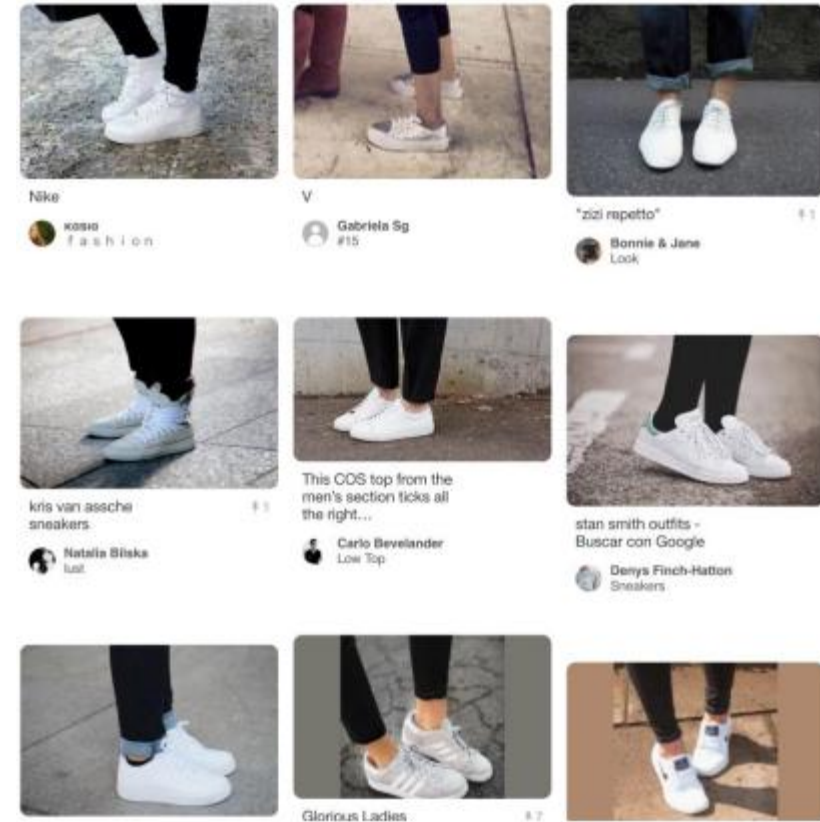 Nike
KOSIO
f a s h i o n
V
Gabriela Sg
#15
"zizi repetto"
1
Bonnie & Jane
Look
kris van assche
sneakers
Natalia Bilska
lust
This COS top from the
men's section ticks all
the right...
Carlo Bevelander
Low Top
stan smith outfits -
Buscar con Google
Denys Finch-Hatton
Sneakers
Glorious Ladies
7